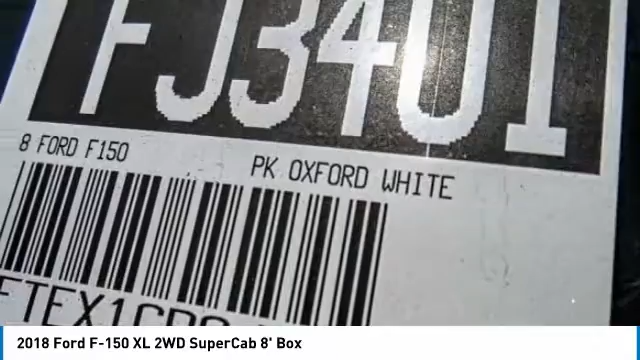 FJ3401
8 FORD F150 PK OXFORD WHITE
2018 Ford F-150 XL 2WD SuperCab 8' Box